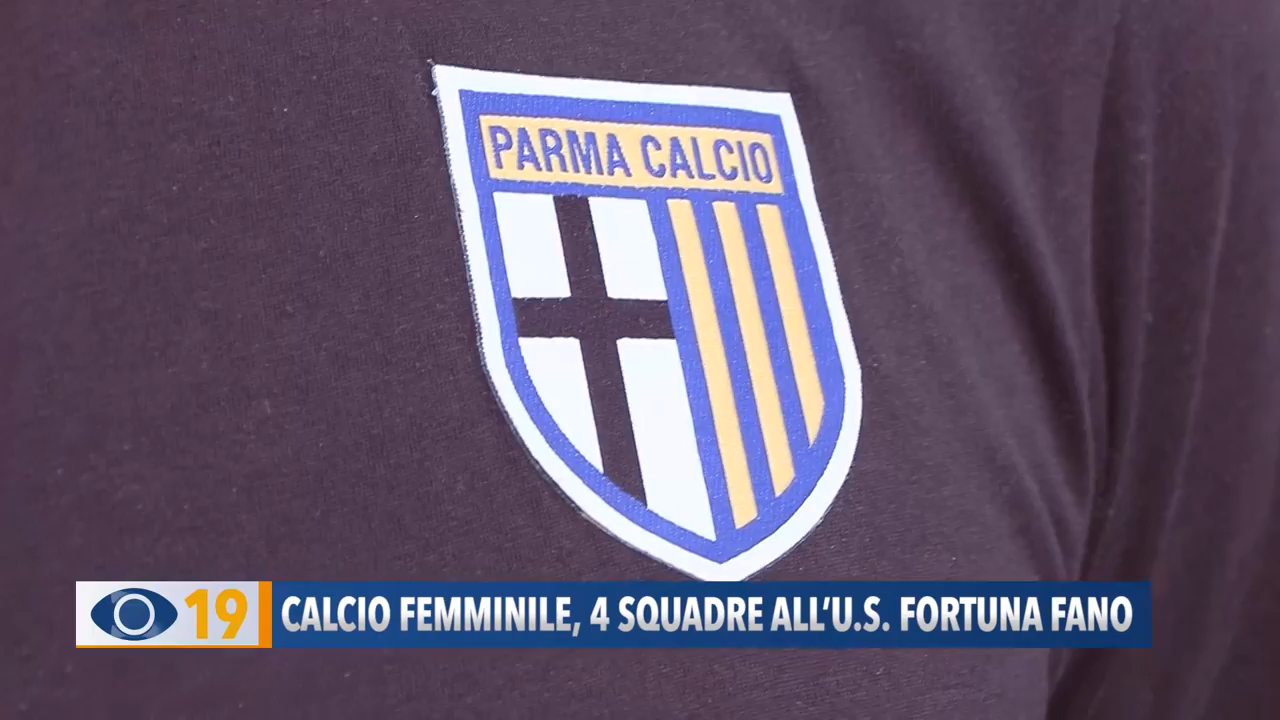 PARMA CALCIO
19 CALCIO FEMMINILE, 4 SQUADRE ALL'U.S. FORTUNA FANO